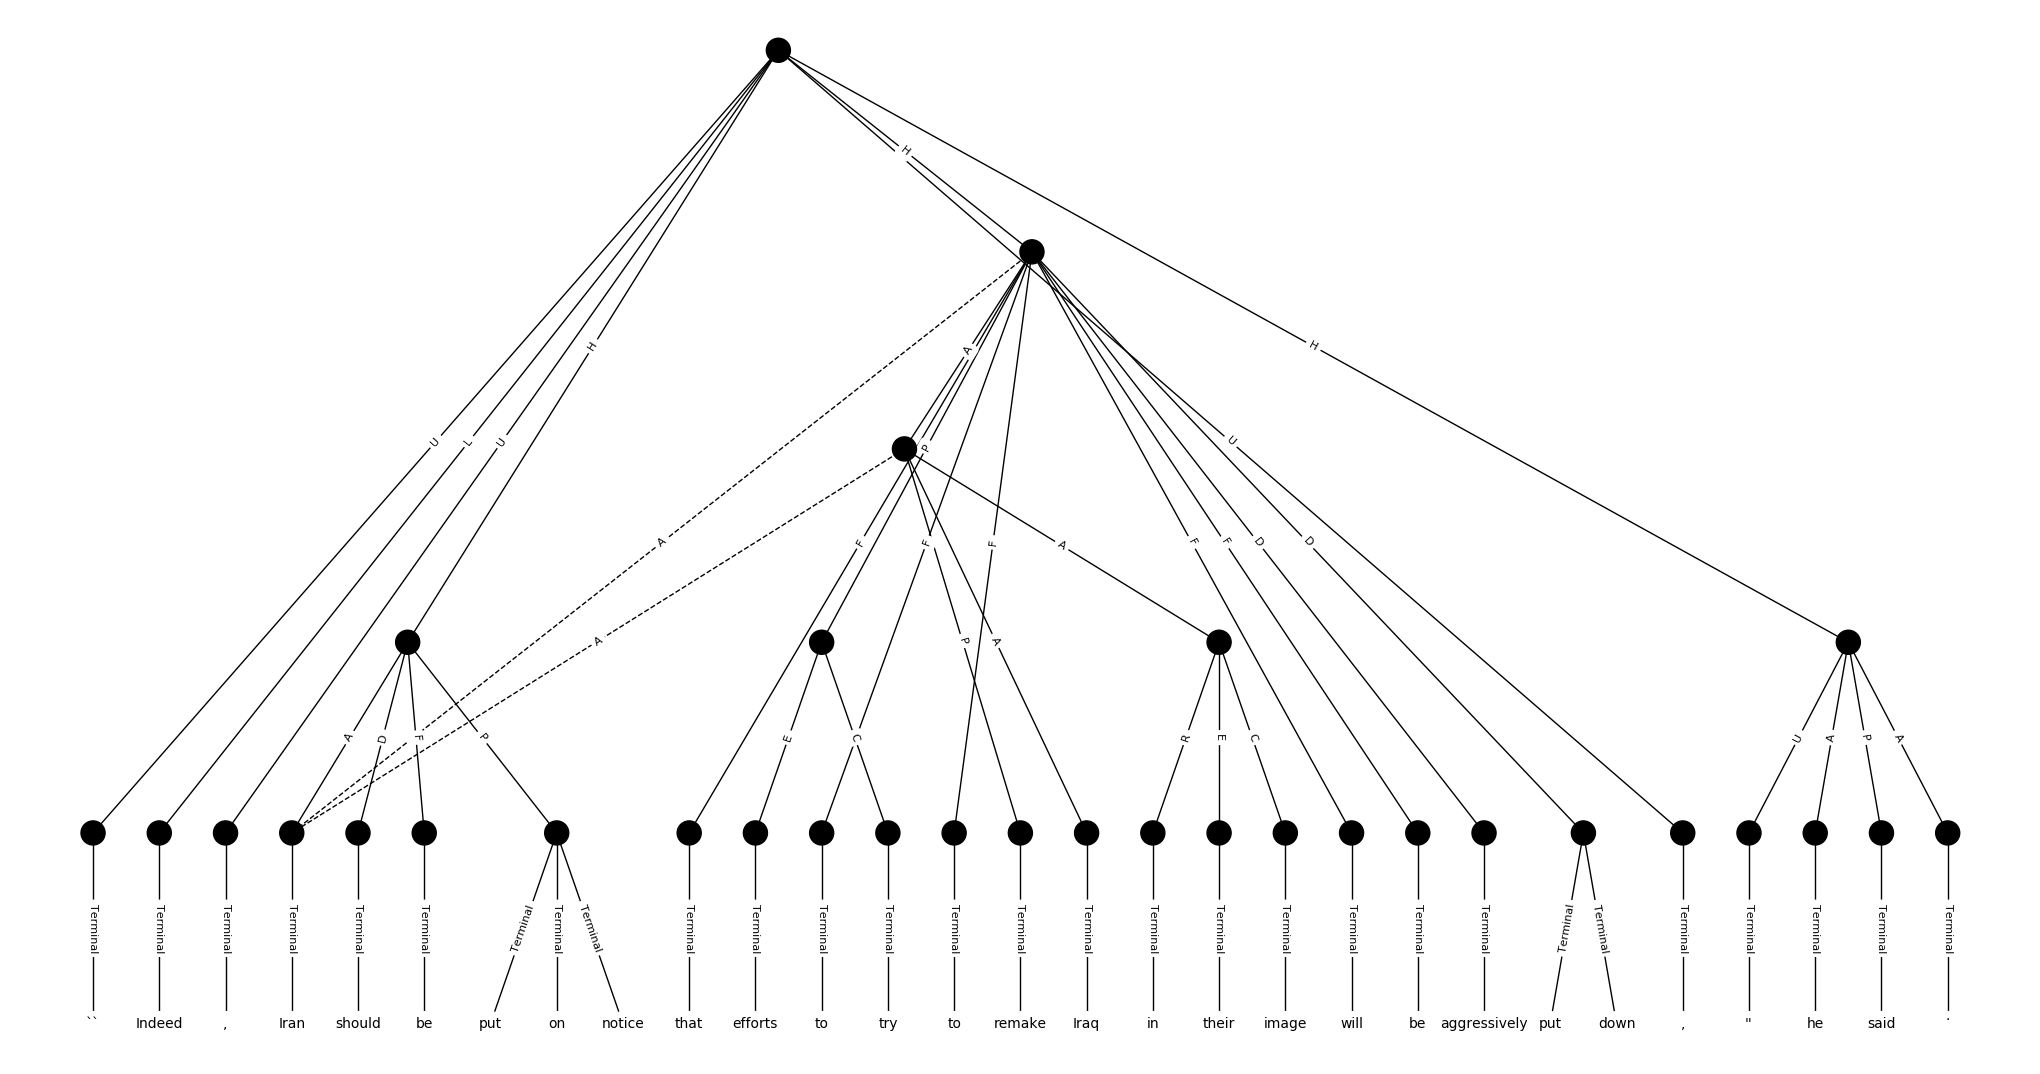 H
H
H
A
H
U
L
U
P
U
A
F
F
F
A
F
F
D
D
A
P
A
A
D
F
P
E
C
R
E
C
U
A
P
A
Terminal Terminal Terminal Terminal Terminal Terminal Terminal Terminal Terminal Terminal Terminal Terminal Terminal Terminal Terminal Terminal Terminal Terminal Terminal Terminal Terminal Terminal Terminal Terminal Terminal Terminal Terminal Terminal Terminal
`` Indeed , Iran should be put on notice that efforts to try to remake Iraq in their image will be aggressively put down , " he said .